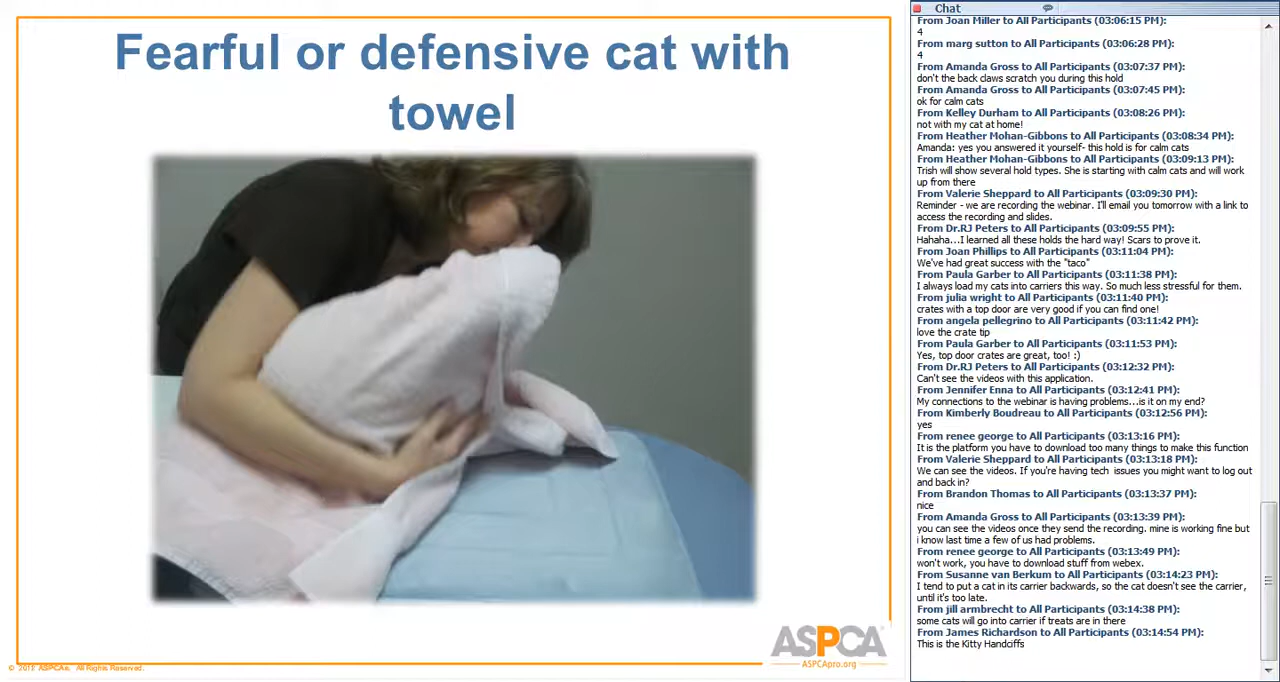 Fearful or defensive cat with
towel
ASPCA®
ASPCApro.org
© 2011 ASPCA®. All Rights Reserved.
Chat
From Joan Miller to All Participants (03:06:15 PM):
4
From marg sutton to All Participants (03:06:28 PM):
4
From Amanda Gross to All Participants (03:07:37 PM):
don't the back claws scratch you during this hold
From Amanda Gross to All Participants (03:07:45 PM):
ok for calm cats
From Kelley Durham to All Participants (03:08:26 PM):
not with my cat at home!
From Heather Mohan-Gibbons to All Participants (03:08:34 PM):
Amanda: yes you answered it yourself- this hold is for calm cats
From Heather Mohan-Gibbons to All Participants (03:09:13 PM):
Trish will show several hold types. She is starting with calm cats and will work
up from there
From Valerie Sheppard to All Participants (03:09:30 PM):
Reminder - we are recording the webinar. I'll email you tomorrow with a link to
access the recording and slides.
From Dr.RJ Peters to All Participants (03:09:55 PM):
Hahaha...I learned all these holds the hard way! Scars to prove it.
From Joan Phillips to All Participants (03:11:04 PM):
We've had great success with the "taco"
From Paula Garber to All Participants (03:11:38 PM):
I always load my cats into carriers this way. So much less stressful for them.
From julia wright to All Participants (03:11:40 PM):
crates with a top door are very good if you can find one!
From angela pellegrino to All Participants (03:11:42 PM):
love the crate tip
From Paula Garber to All Participants (03:11:53 PM):
Yes, top door crates are great, too! :)
From Dr.RJ Peters to All Participants (03:12:32 PM):
Can't see the videos with this application.
From Jennifer Enna to All Participants (03:12:41 PM):
My connections to the webinar is having problems...is it on my end?
From Kimberly Boudreau to All Participants (03:12:56 PM):
yes
From renee george to All Participants (03:13:16 PM):
It is the platform you have to download too many things to make this function
From Valerie Sheppard to All Participants (03:13:18 PM):
We can see the videos. If you're having tech issues you might want to log out
and back in?
From Brandon Thomas to All Participants (03:13:37 PM):
nice
From Amanda Gross to All Participants (03:13:39 PM):
you can see the videos once they send the recording. mine is working fine but
i know last time a few of us had problems.
From renee george to All Participants (03:13:49 PM):
won't work, you have to download stuff from webex.
From Susanne van Berkum to All Participants (03:14:23 PM):
I tend to put a cat in its carrier backwards, so the cat doesn't see the carrier,
until it's too late.
From jill armbrecht to All Participants (03:14:38 PM):
some cats will go into carrier if treats are in there
From James Richardson to All Participants (03:14:54 PM):
This is the Kitty Handciffs